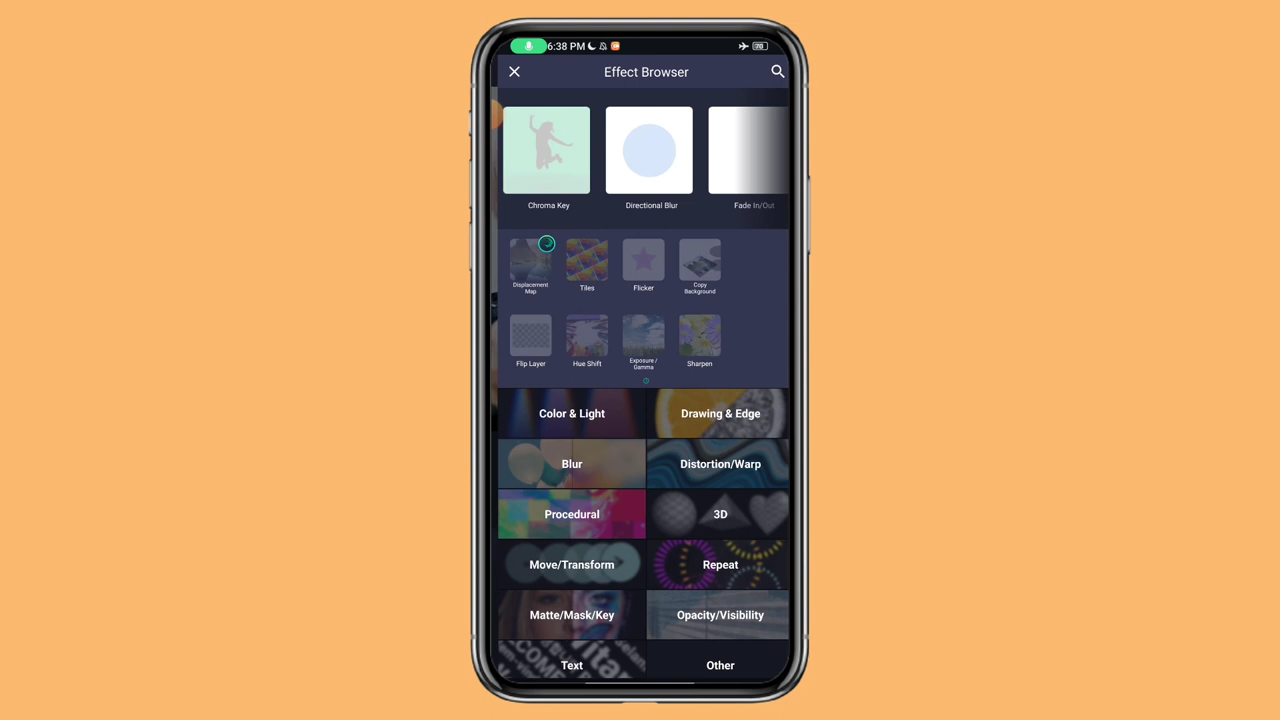 6:38 PM
70
Effect Browser
Chroma Key
Directional Blur
Fade In/Out
Displacement
Map
Tiles
Flicker
Copy
Background
Flip Layer
Hue Shift
Exposure /
Gamma
Sharpen
Color & Light
Drawing & Edge
Blur
Distortion/Warp
Procedural
3D
Move/Transform
Repeat
Matte/Mask/Key
Opacity/Visibility
Text
Other